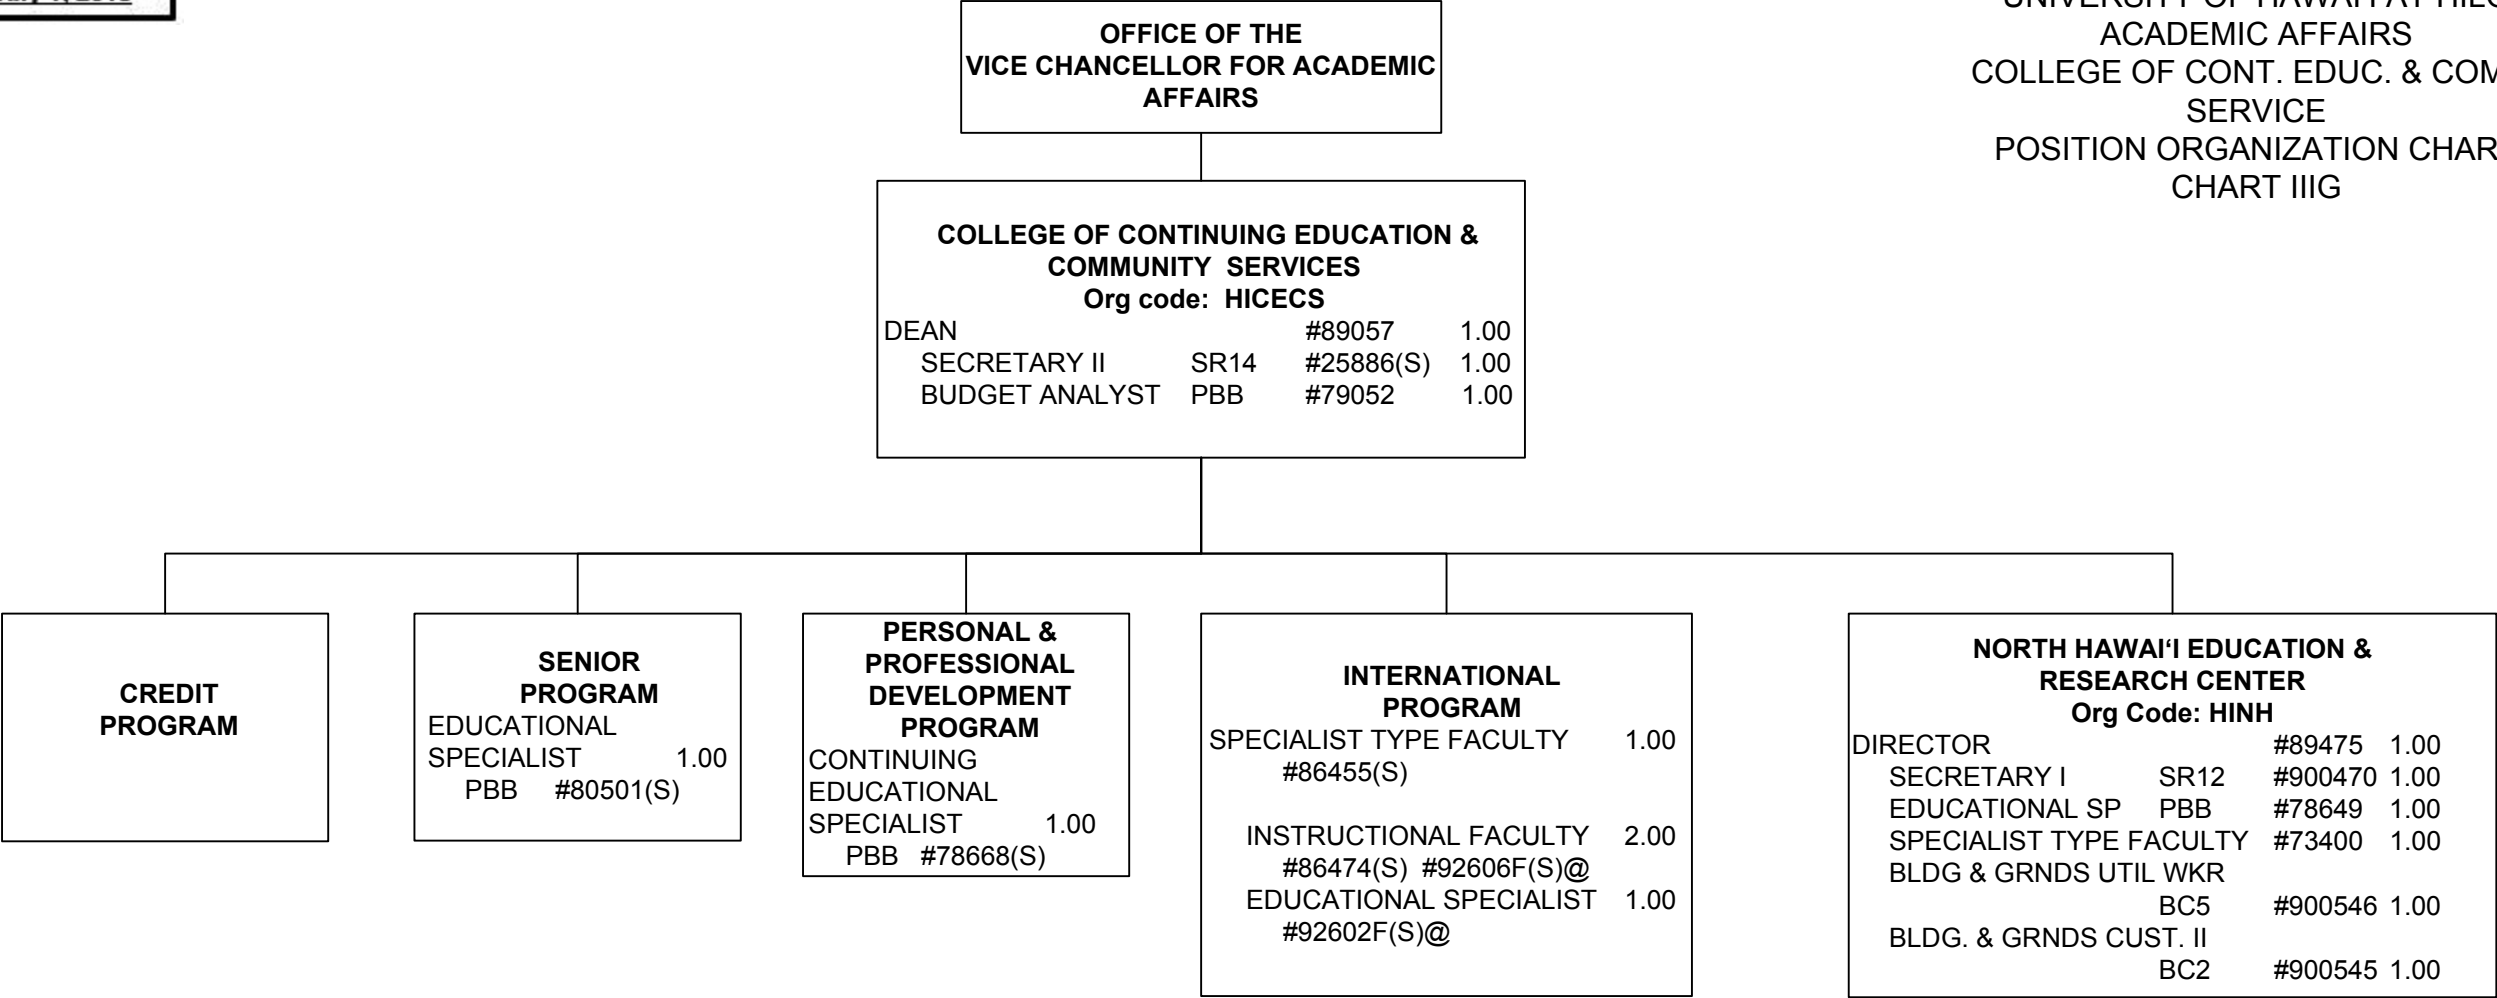 OFFICE OF THE
VICE CHANCELLOR FOR ACADEMIC
AFFAIRS
ACADEMIC AFFAIRS
COLLEGE OF CONT. EDUC. &
SERVICE
POSITION ORGANIZATION
CHART IIIG
COLLEGE OF CONTINUING EDUCATION &
COMMUNITY SERVICES
Org code: HICECS
DEAN #89057 1.00
SECRETARY II SR14 #25886(S) 1.00
BUDGET ANALYST PBB #79052 1.00
CREDIT
PROGRAM
SENIOR
PROGRAM
EDUCATIONAL
SPECIALIST 1.00
PBB #80501(S)
PERSONAL &
PROFESSIONAL
DEVELOPMENT
PROGRAM
CONTINUING
EDUCATIONAL
SPECIALIST 1.00
PBB #78668(S)
INTERNATIONAL
PROGRAM
SPECIALIST TYPE FACULTY 1.00
#86455(S)
INSTRUCTIONAL FACULTY 2.00
#86474(S) #92606F(S)@
EDUCATIONAL SPECIALIST 1.00
#92602F(S)@
NORTH HAWAI‘I EDUCATION &
RESEARCH CENTER
Org Code: HINH
DIRECTOR #89475 1.00
SECRETARY I SR12 #900470 1.00
EDUCATIONAL SP PBB #78649 1.00
SPECIALIST TYPE FACULTY #73400 1.00
BLDG & GRNDS UTIL WKR
BC5 #900546 1.00
BLDG. & GRNDS CUST. II
BC2 #900545 1.00